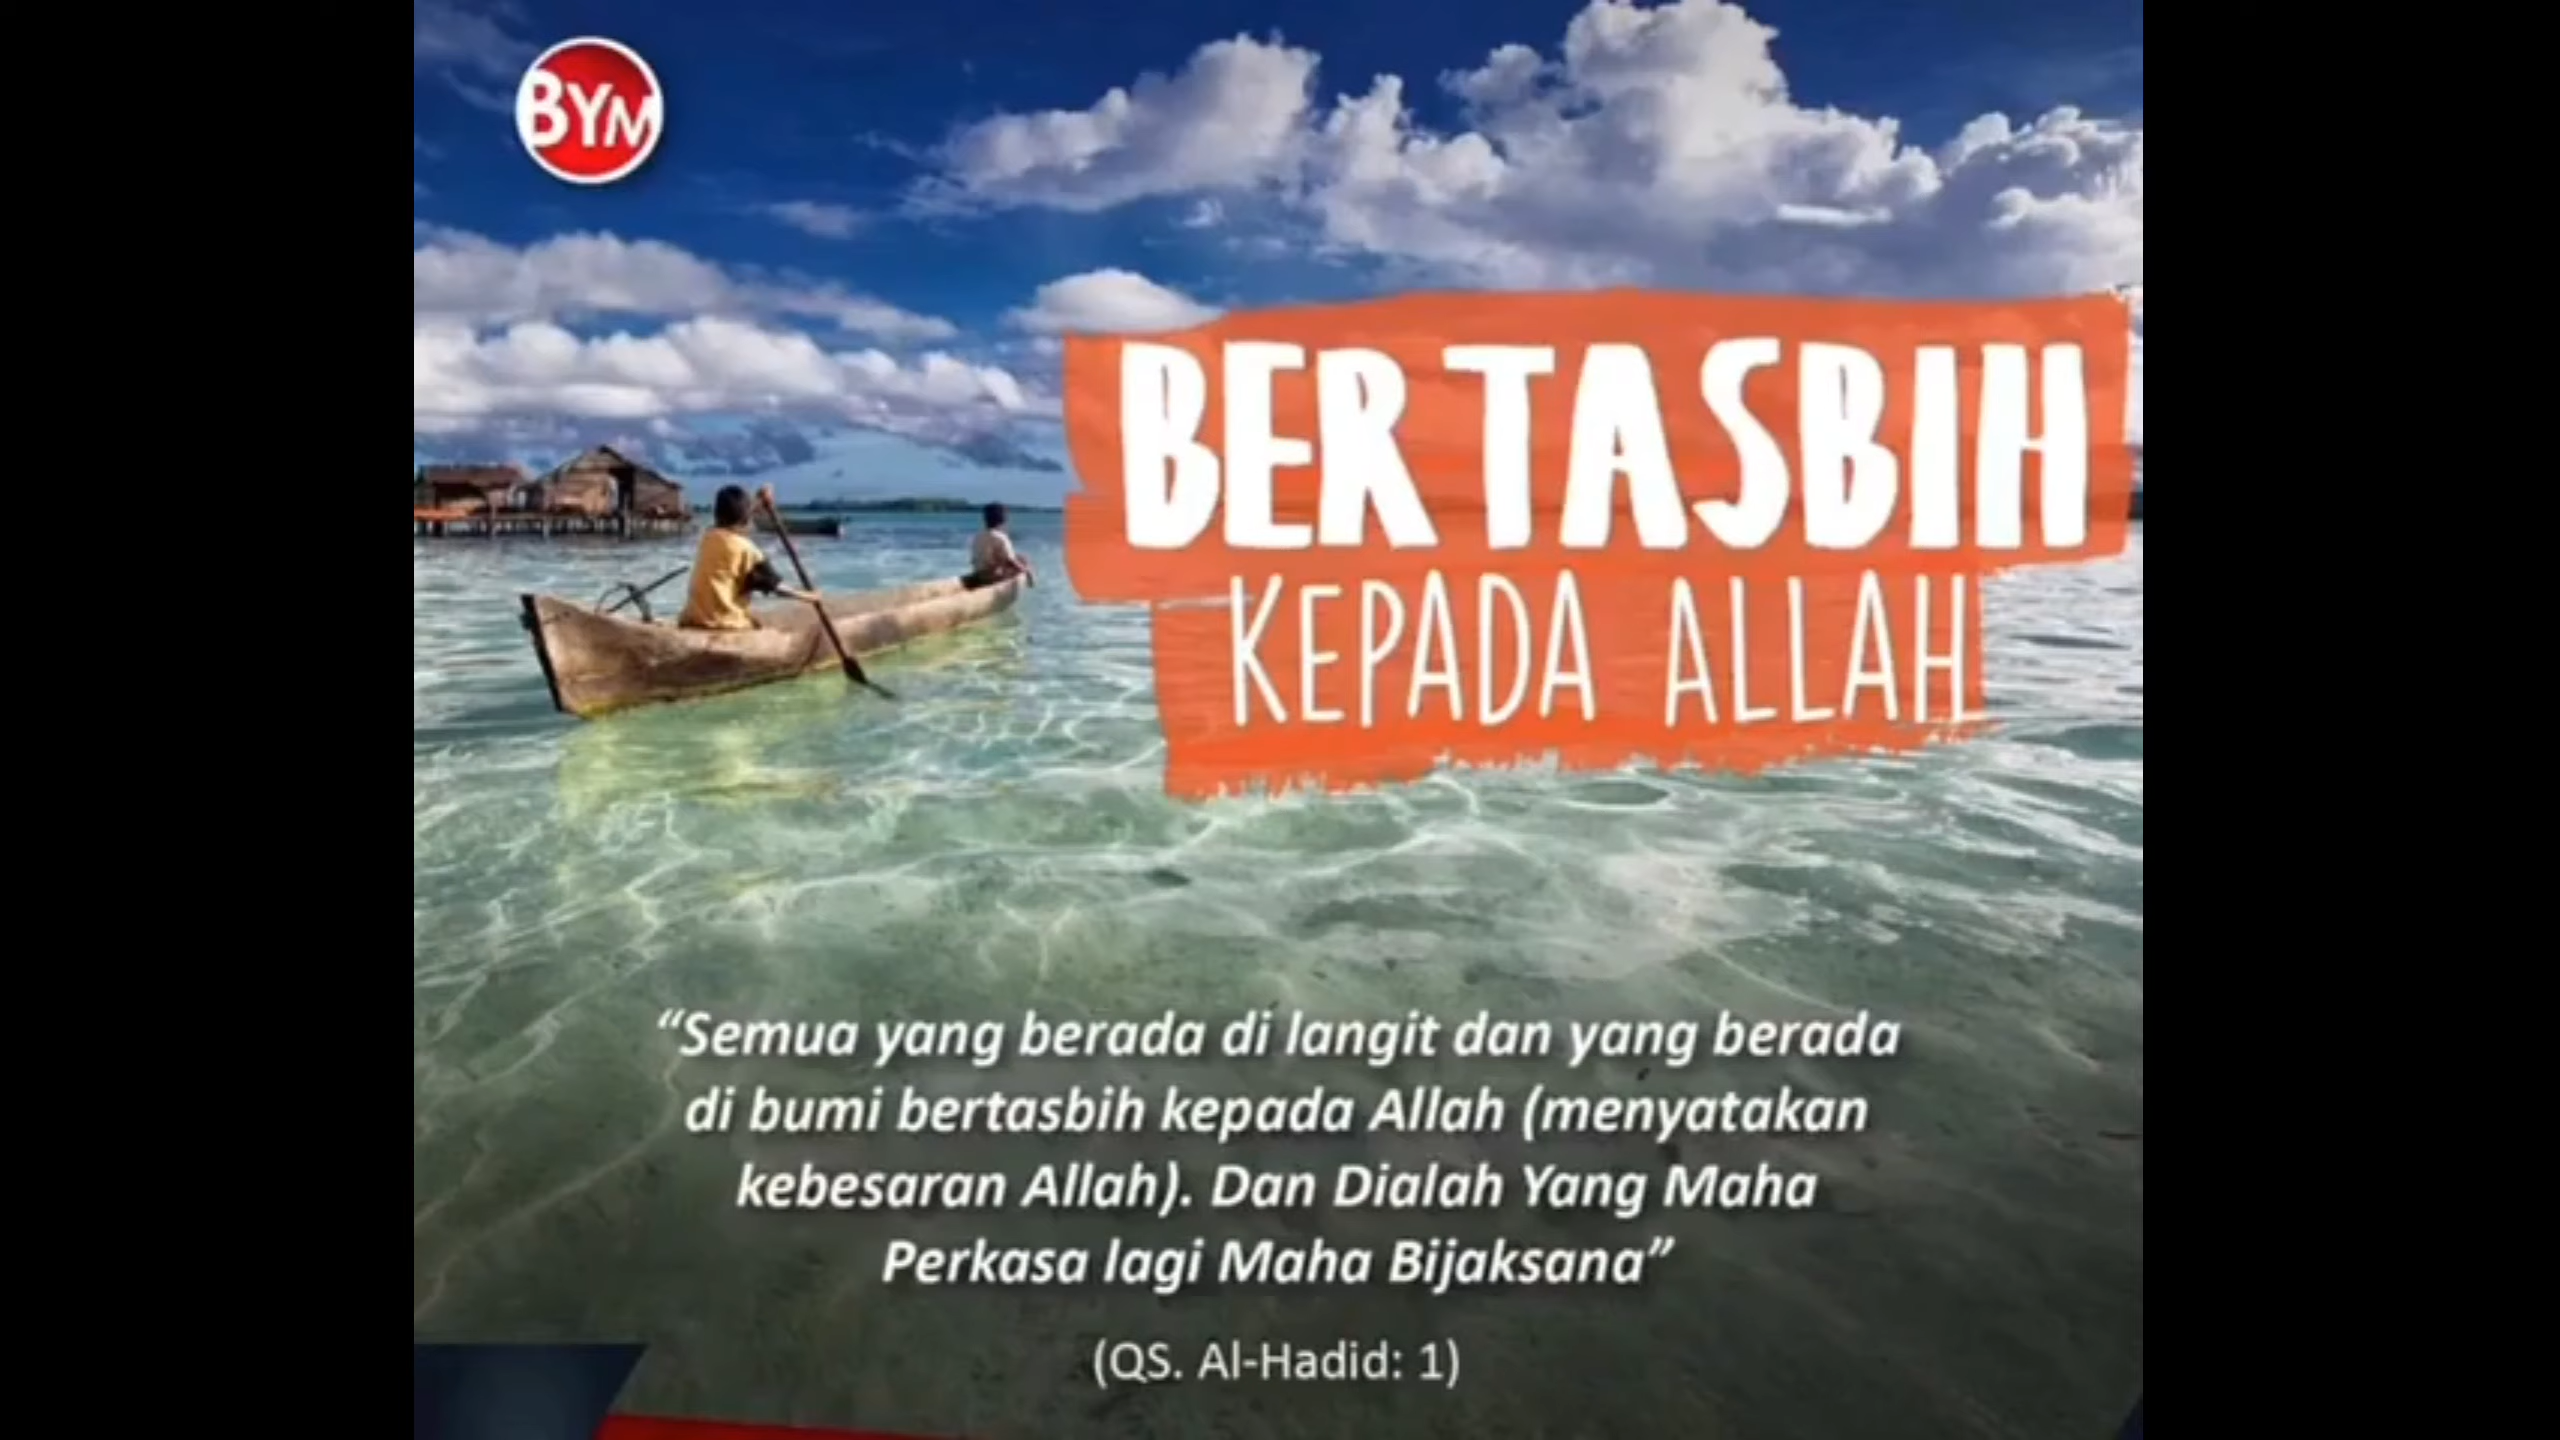 BYM
BERTASBIH
KEPADA ALLAH
“Semua yang berada di langit dan yang berada
di bumi bertasbih kepada Allah (menyatakan
kebesaran Allah). Dan Dialah Yang Maha
Perkasa lagi Maha Bijaksana”
(QS. Al-Hadid: 1)